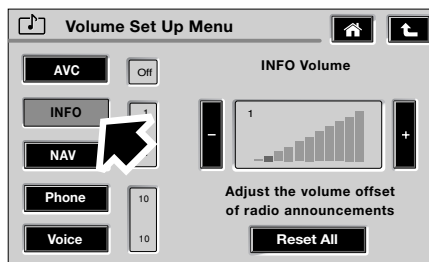 Volume Set Up Menu
AVC
Off
INFO Volume
INFO
1
1
-
+
NAV
Phone
10
Adjust the volume offset
of radio announcements
Voice
10
Reset All